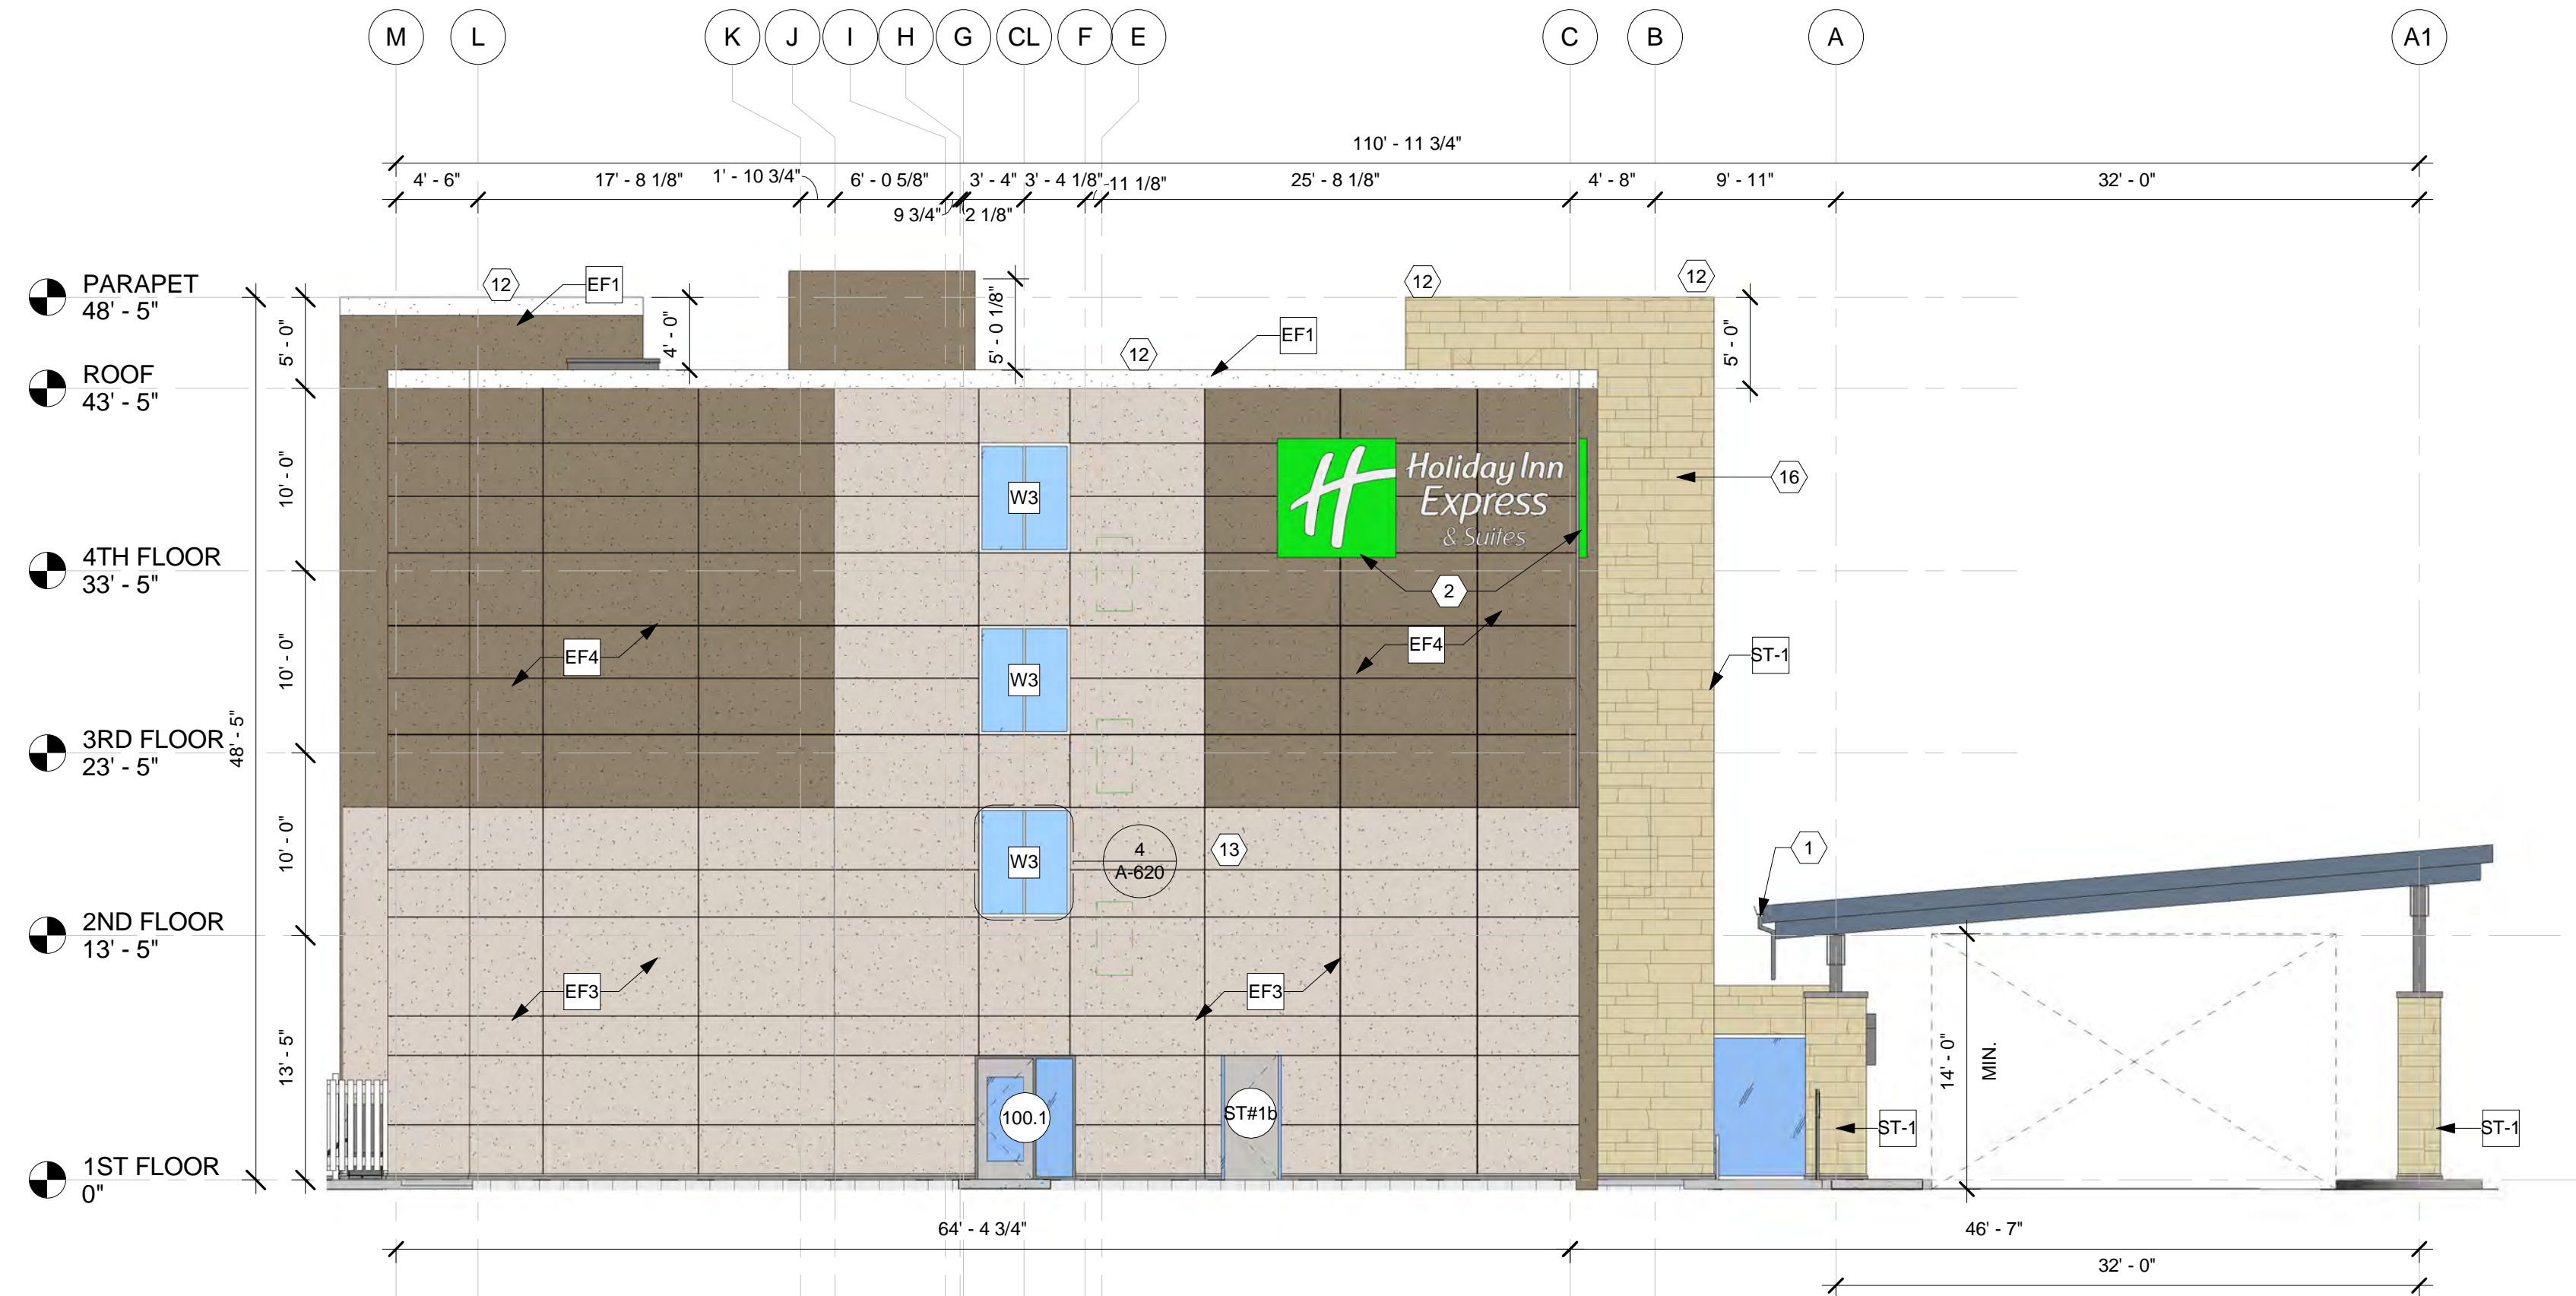 M L K J I H G CL F E C B A A1
110' - 11 3/4"
4' - 6" 17' - 8 1/8" 1' - 10 3/4" 6' - 0 5/8" 3' - 4" 3' - 4 1/8" 11 1/8" 25' - 8 1/8" 4' - 8" 9' - 11" 32' - 0"
9 3/4" 2 1/8"
PARAPET
48' - 5"
12
EF1
12
12
5' - 0"
4' - 0"
5' - 0 1/8"
12
EF1
5' - 0"
ROOF
43' - 5"
10' - 0"
W3
Holiday Inn
Express
& Suites
16
4TH FLOOR
33' - 5"
2
10' - 0"
EF4
W3
EF4
ST-1
3RD FLOOR
23' - 5"
48' - 5"
10' - 0"
W3
4
A-620
13
1
2ND FLOOR
13' - 5"
EF3
EF3
13' - 5"
14' - 0"
MIN.
100.1
ST#1b
ST-1
ST-1
1ST FLOOR
0"
64' - 4 3/4"
46' - 7"
32' - 0"